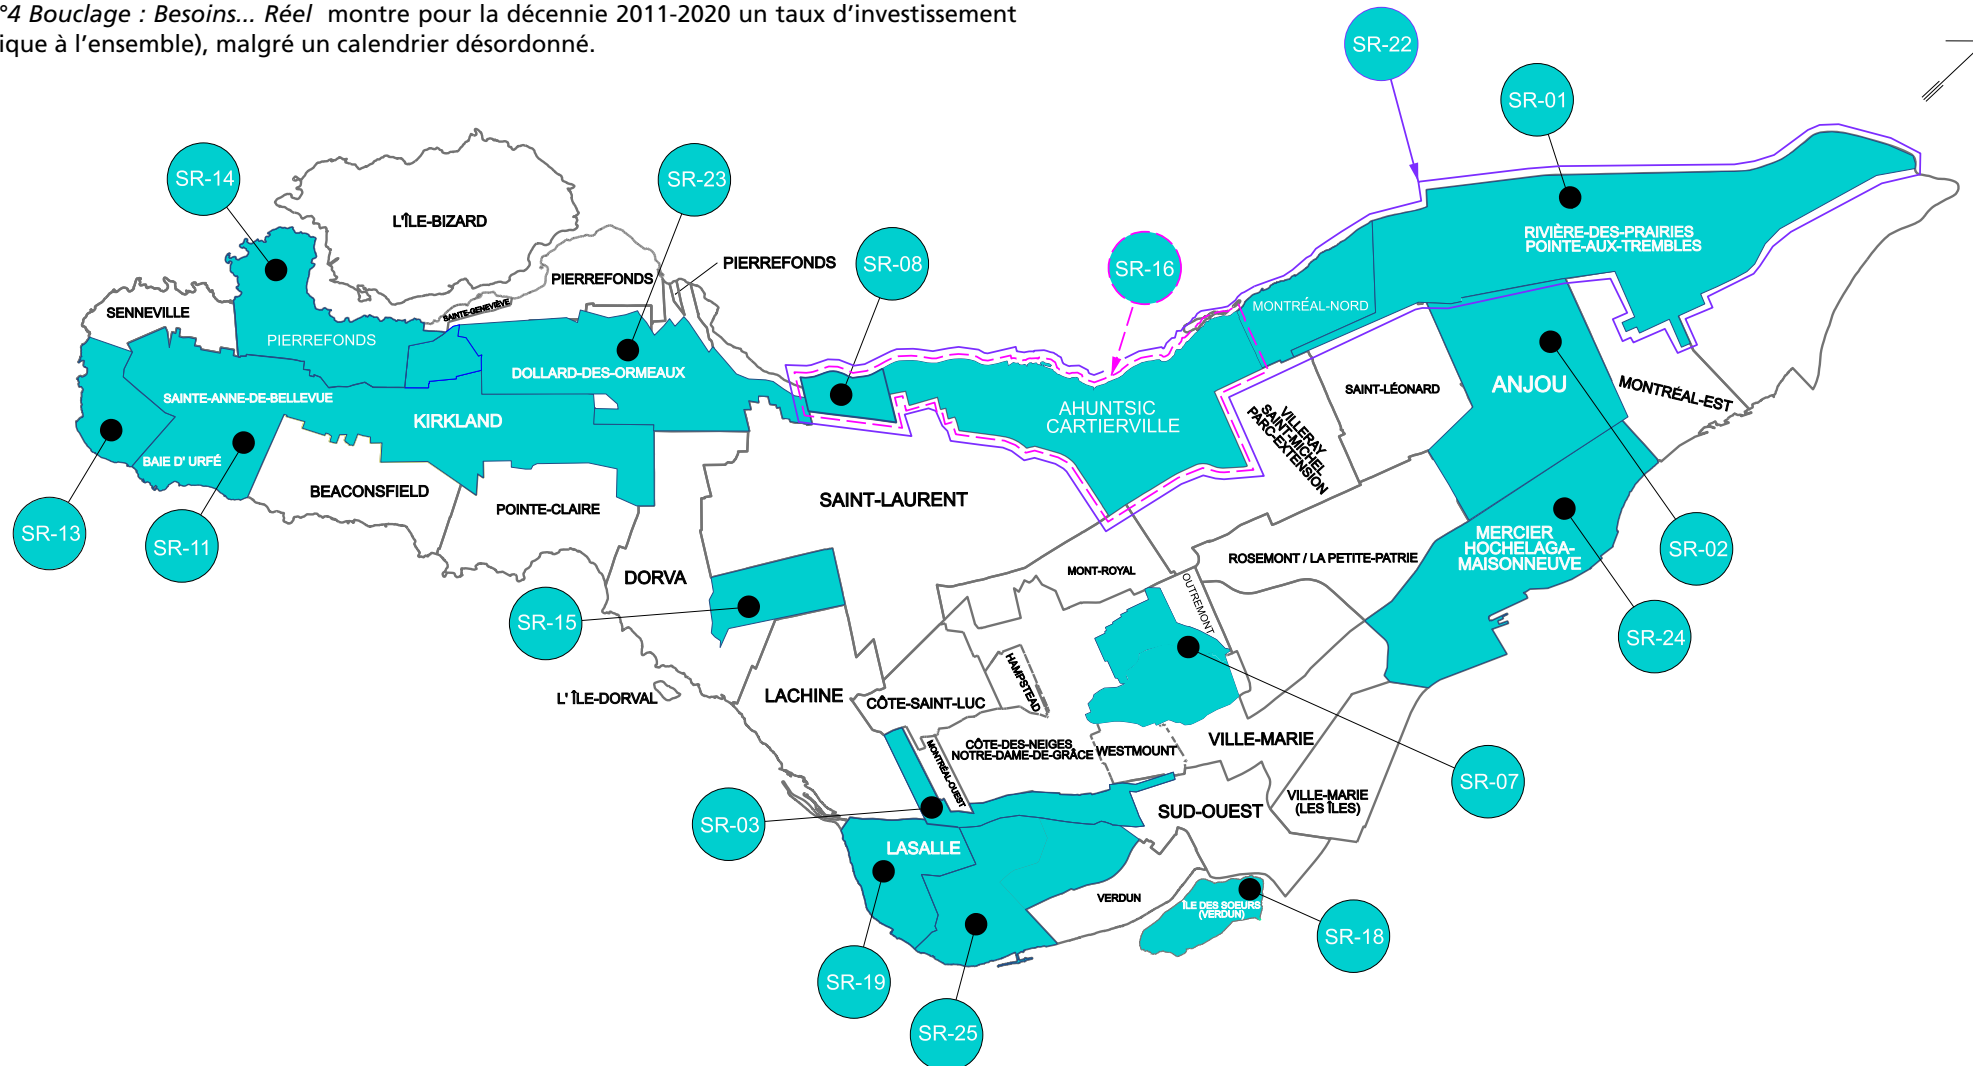 °4 Bouclage : Besoins... Réel montre pour la décennie 2011-2020 un taux d’investissement
ique à l’ensemble), malgré un calendrier désordonné.
SR-22
SR-01
SR-14
SR-23
L'ÎLE-BIZARD
RIVIÈRE-DES-PRAIRIES
POINTE-AUX-TREMBLES
PIERREFONDS
SR-08
SR-16
PIERREFONDS
SENNEVILLE
SAINTE-GENEVIÈVE
MONTRÉAL-NORD
PIERREFONDS
DOLLARD-DES-ORMEAUX
SAINTE-ANNE-DE-BELLEVUE
KIRKLAND
AHUNTSIC
CARTIERVILLE
VILLERAY
SAINT-MICHEL
PARC-EXTENSION
SAINT-LÉONARD
ANJOU
MONTRÉAL-EST
BAIE D' URFÉ
BEACONSFIELD
POINTE-CLAIRE
SAINT-LAURENT
SR-13
SR-11
MERCIER
HOCHELAGA-
MAISONNEUVE
SR-02
DORVA
MONT-ROYAL
ROSEMONT / LA PETITE-PATRIE
OUTREMONT
SR-15
SR-24
L' ÎLE-DORVAL
LACHINE
CÔTE-SAINT-LUC
HAMPSTEAD
CÔTE-DES-NEIGES
NOTRE-DAME-DE-GRÂCE
WESTMOUNT
VILLE-MARIE
MONTRÉAL-OUEST
SR-07
VILLE-MARIE
(LES ÎLES)
SUD-OUEST
SR-03
LASALLE
VERDUN
ÎLE DES SOEURS
(VERDUN)
SR-18
SR-19
SR-25